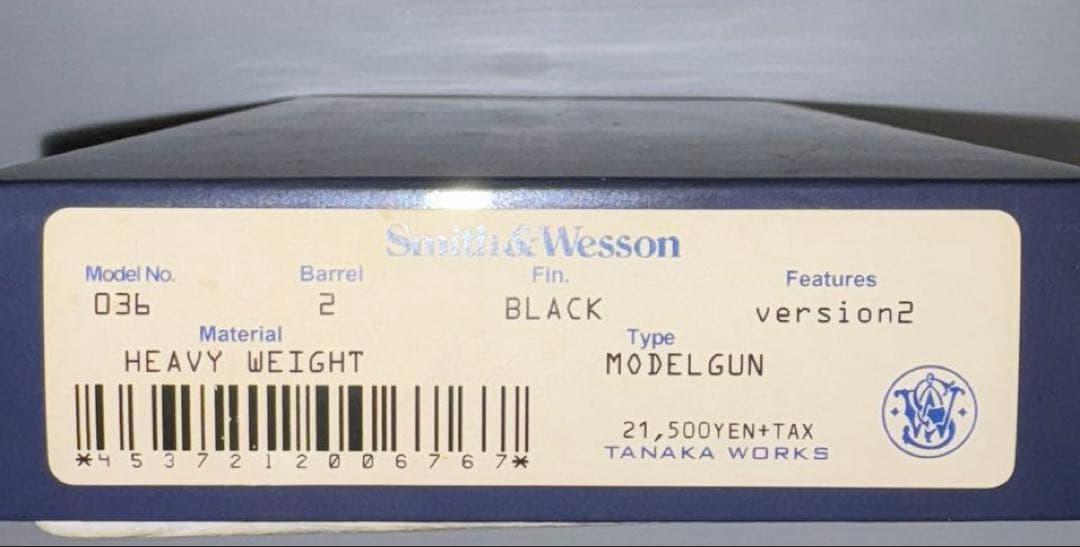 Smith & Wesson
Model No. Barrel Fin. Features
036 2 BLACK version2
Material Type
HEAVY WEIGHT MODELGUN
21,500YEN+TAX
TANAKA WORKS
*4537212006767*